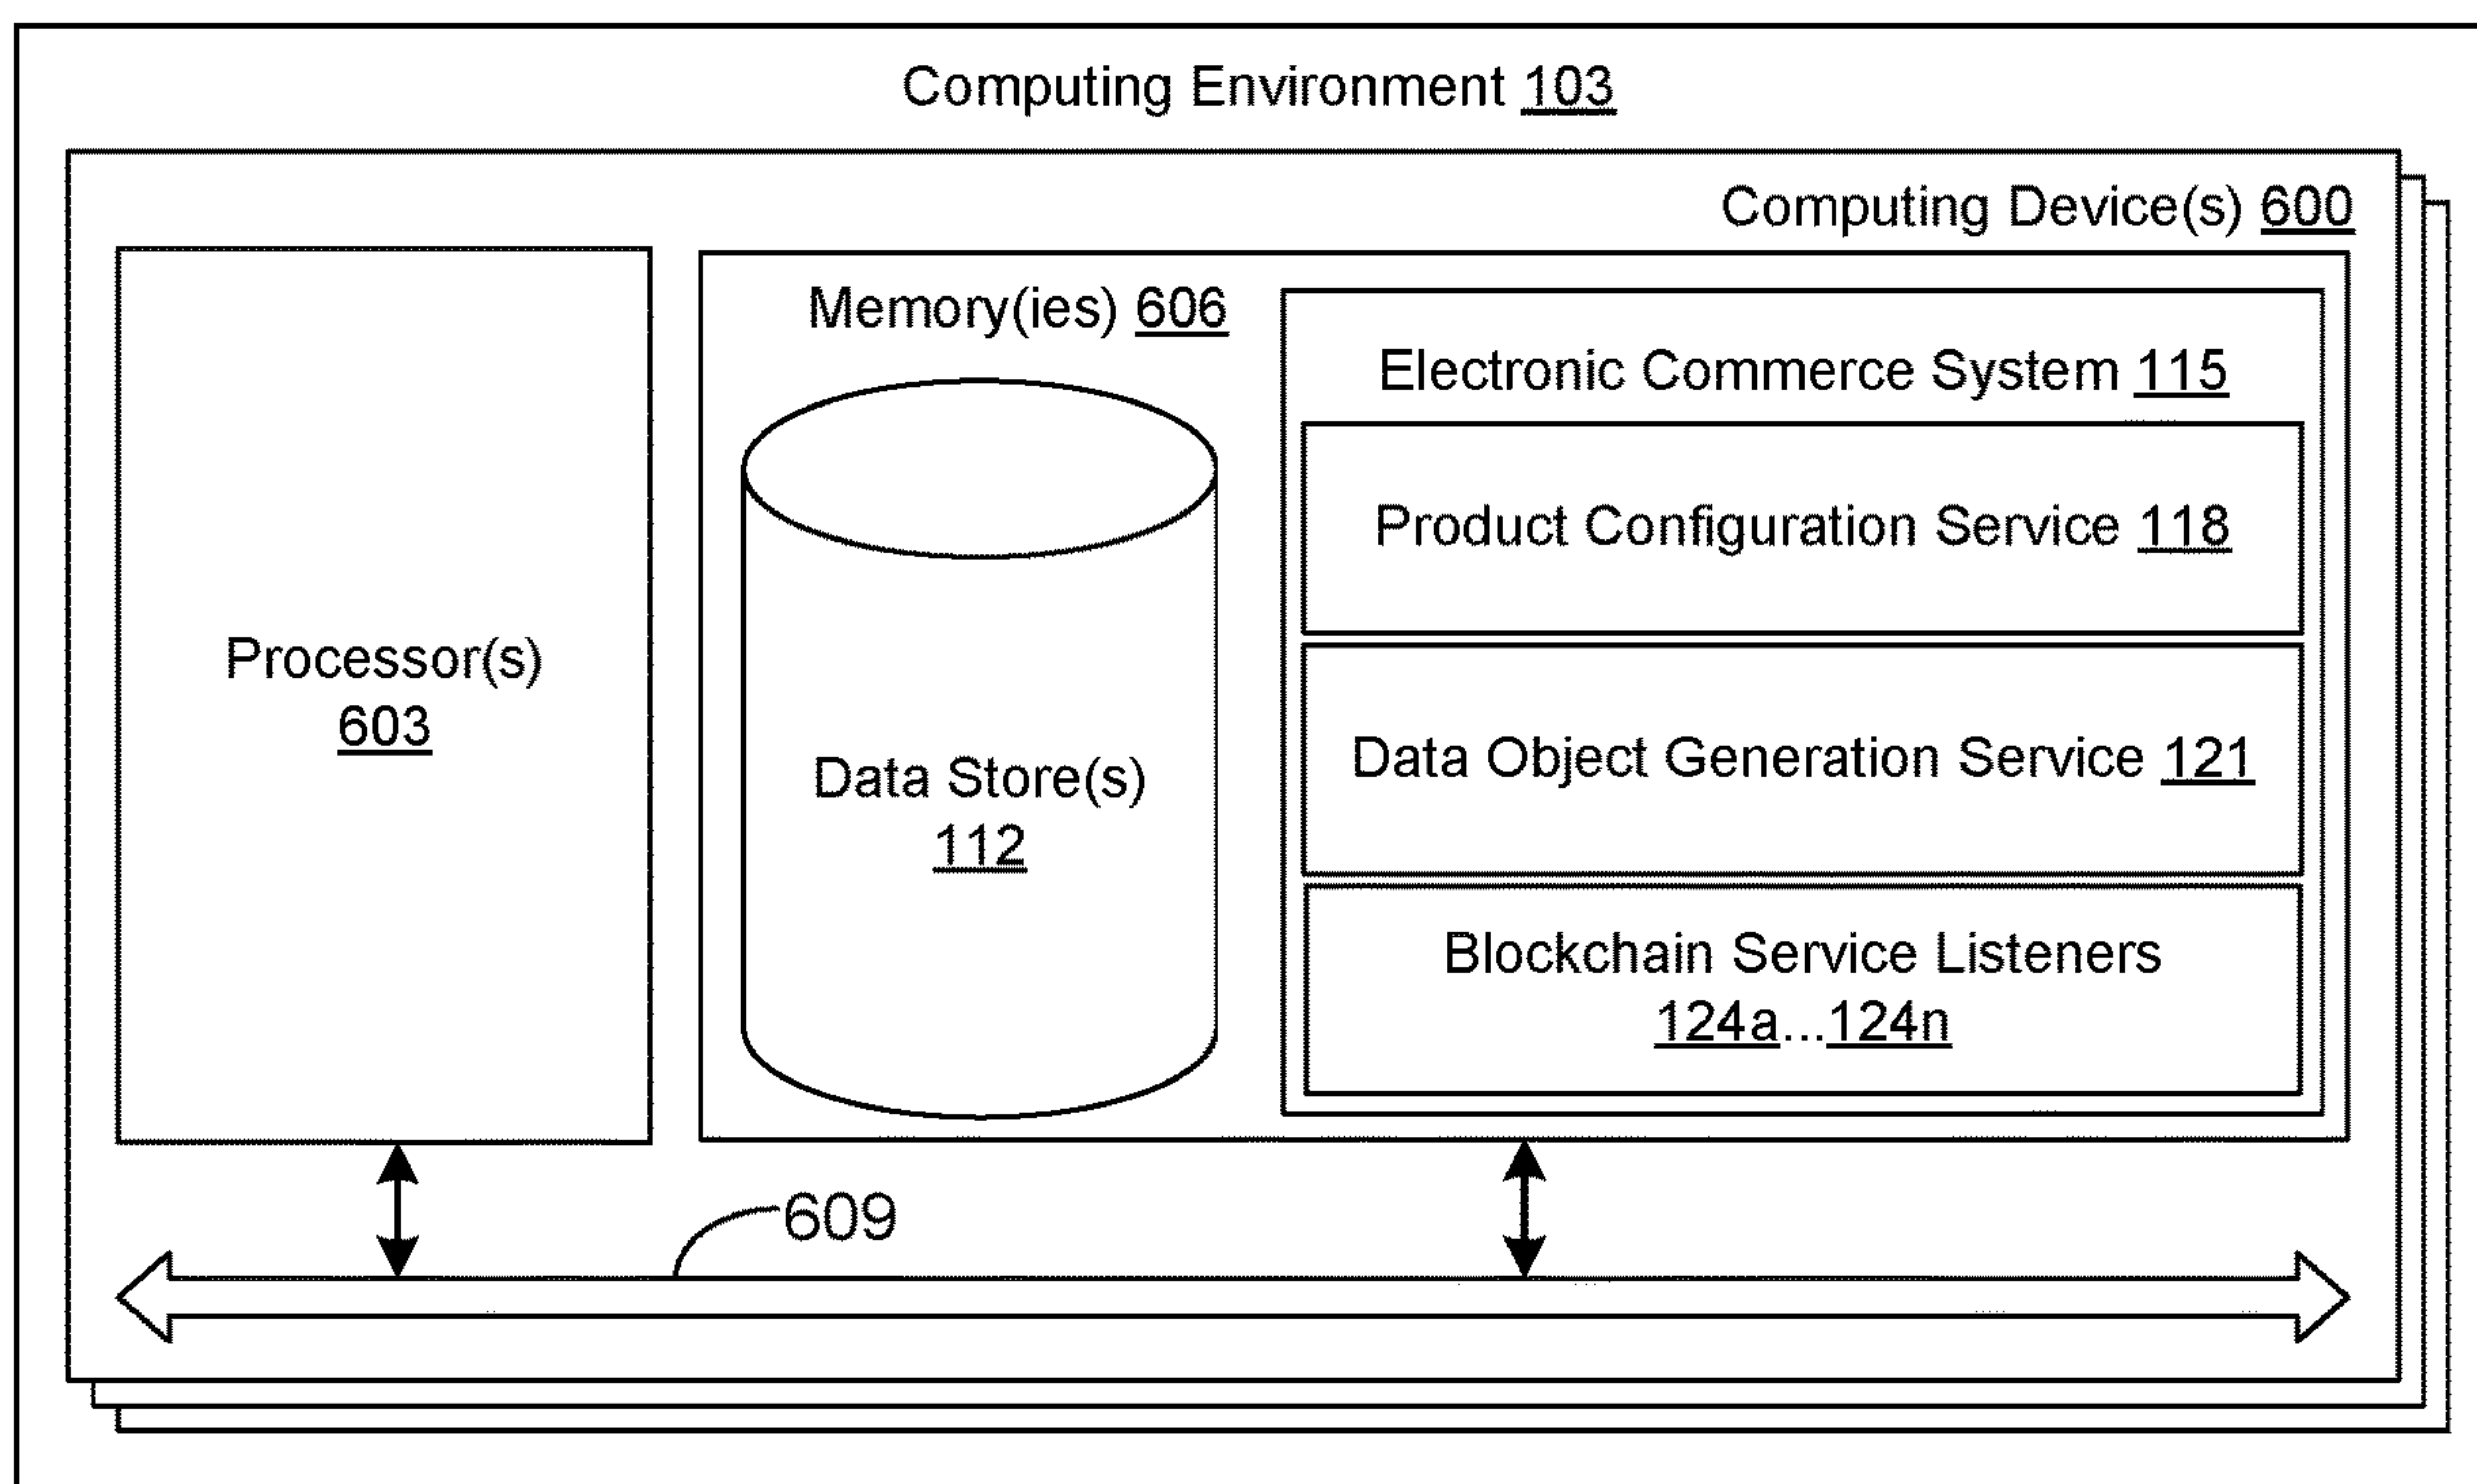 Computing Environment 103
Computing Device(s) 600
Memory(ies) 606
Electronic Commerce System 115
Product Configuration Service 118
Processor(s)
603
Data Store(s)
112
Data Object Generation Service 121
Blockchain Service Listeners
124a...124n
609